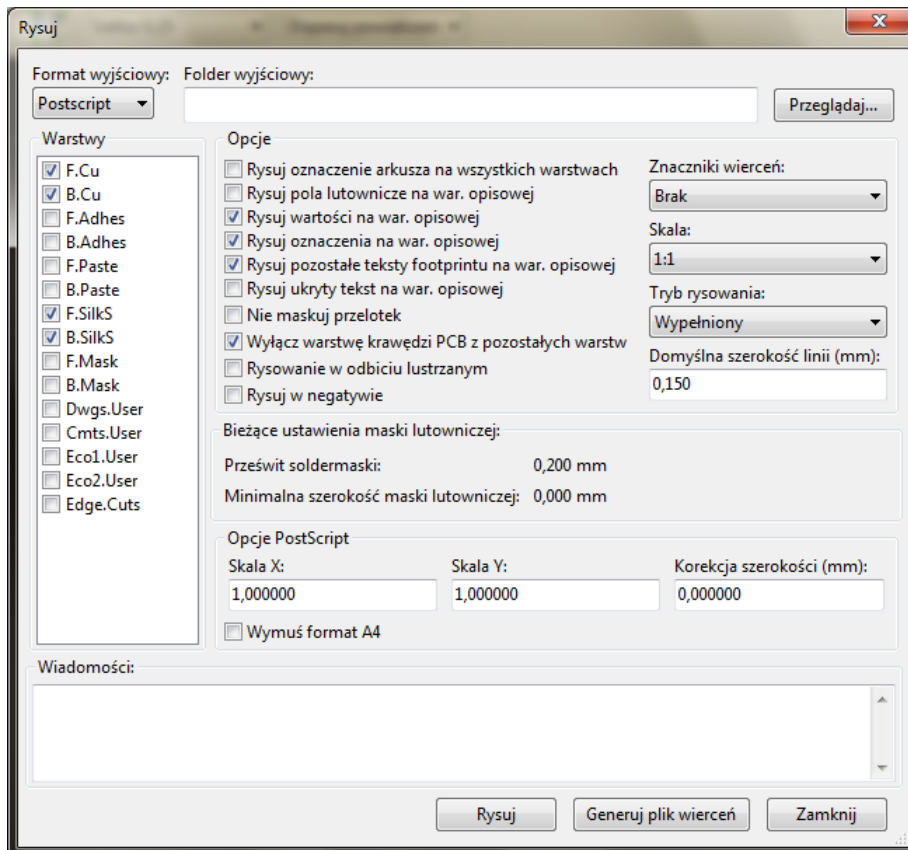 Rysuj
Format wyjściowy: Folder wyjściowy:
Postscript Przeglądaj...
Warstwy
F.Cu
B.Cu
F.Adhes
B.Adhes
F.Paste
B.Paste
F.SilkS
B.SilkS
F.Mask
B.Mask
Dwgs.User
Cmts.User
Eco1.User
Eco2.User
Edge.Cuts
Opcje
Rysuj oznaczenie arkusza na wszystkich warstwach
Rysuj pola lutownicze na war. opisowej
Rysuj wartości na war. opisowej
Rysuj oznaczenia na war. opisowej
Rysuj pozostałe teksty footprintu na war. opisowej
Rysuj ukryty tekst na war. opisowej
Nie maskuj przelotek
Wyłącz warstwę krawędzi PCB z pozostałych warstw
Rysowanie w odbiciu lustrzanym
Rysuj w negatywie
Znaczniki wierceń:
Brak
Skala:
1:1
Tryb rysowania:
Wypełniony
Domyślna szerokość linii (mm):
0,150
Bieżące ustawienia maski lutowniczej:
Prześwit soldermaski: 0,200 mm
Minimalna szerokość maski lutowniczej: 0,000 mm
Opcje PostScript
Skala X: Skala Y: Korekcja szerokości (mm):
1,000000 1,000000 0,000000
Wymuś format A4
Wiadomości:
Rysuj Generuj plik wierceń Zamknij